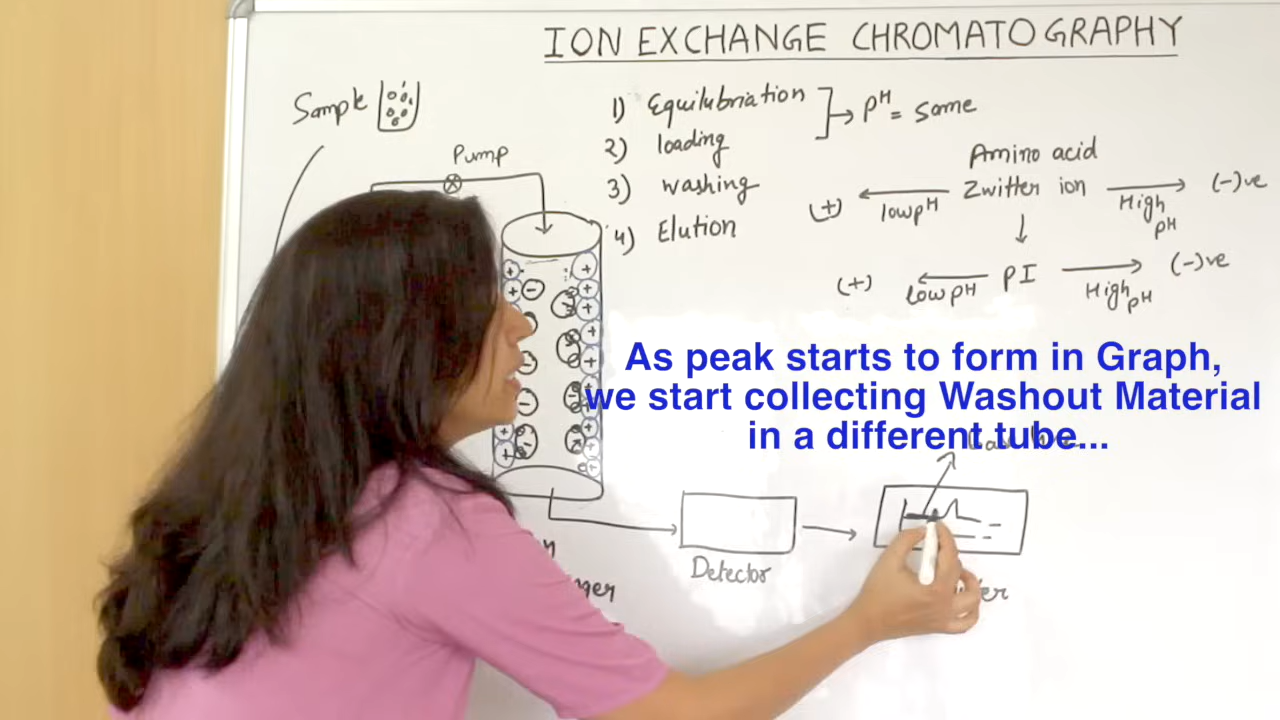 ION EXCHANGE CHROMATOGRAPHY
Sample
1) Equilubriation
2) loading
3) washing
4) Elution
pH = Same
Pump
Amino acid
(+) low pH Zwitter ion High pH (-)ve
(+) low pH PI High pH (-)ve
As peak starts to form in Graph,
we start collecting Washout Material
in a different tube...
Detector